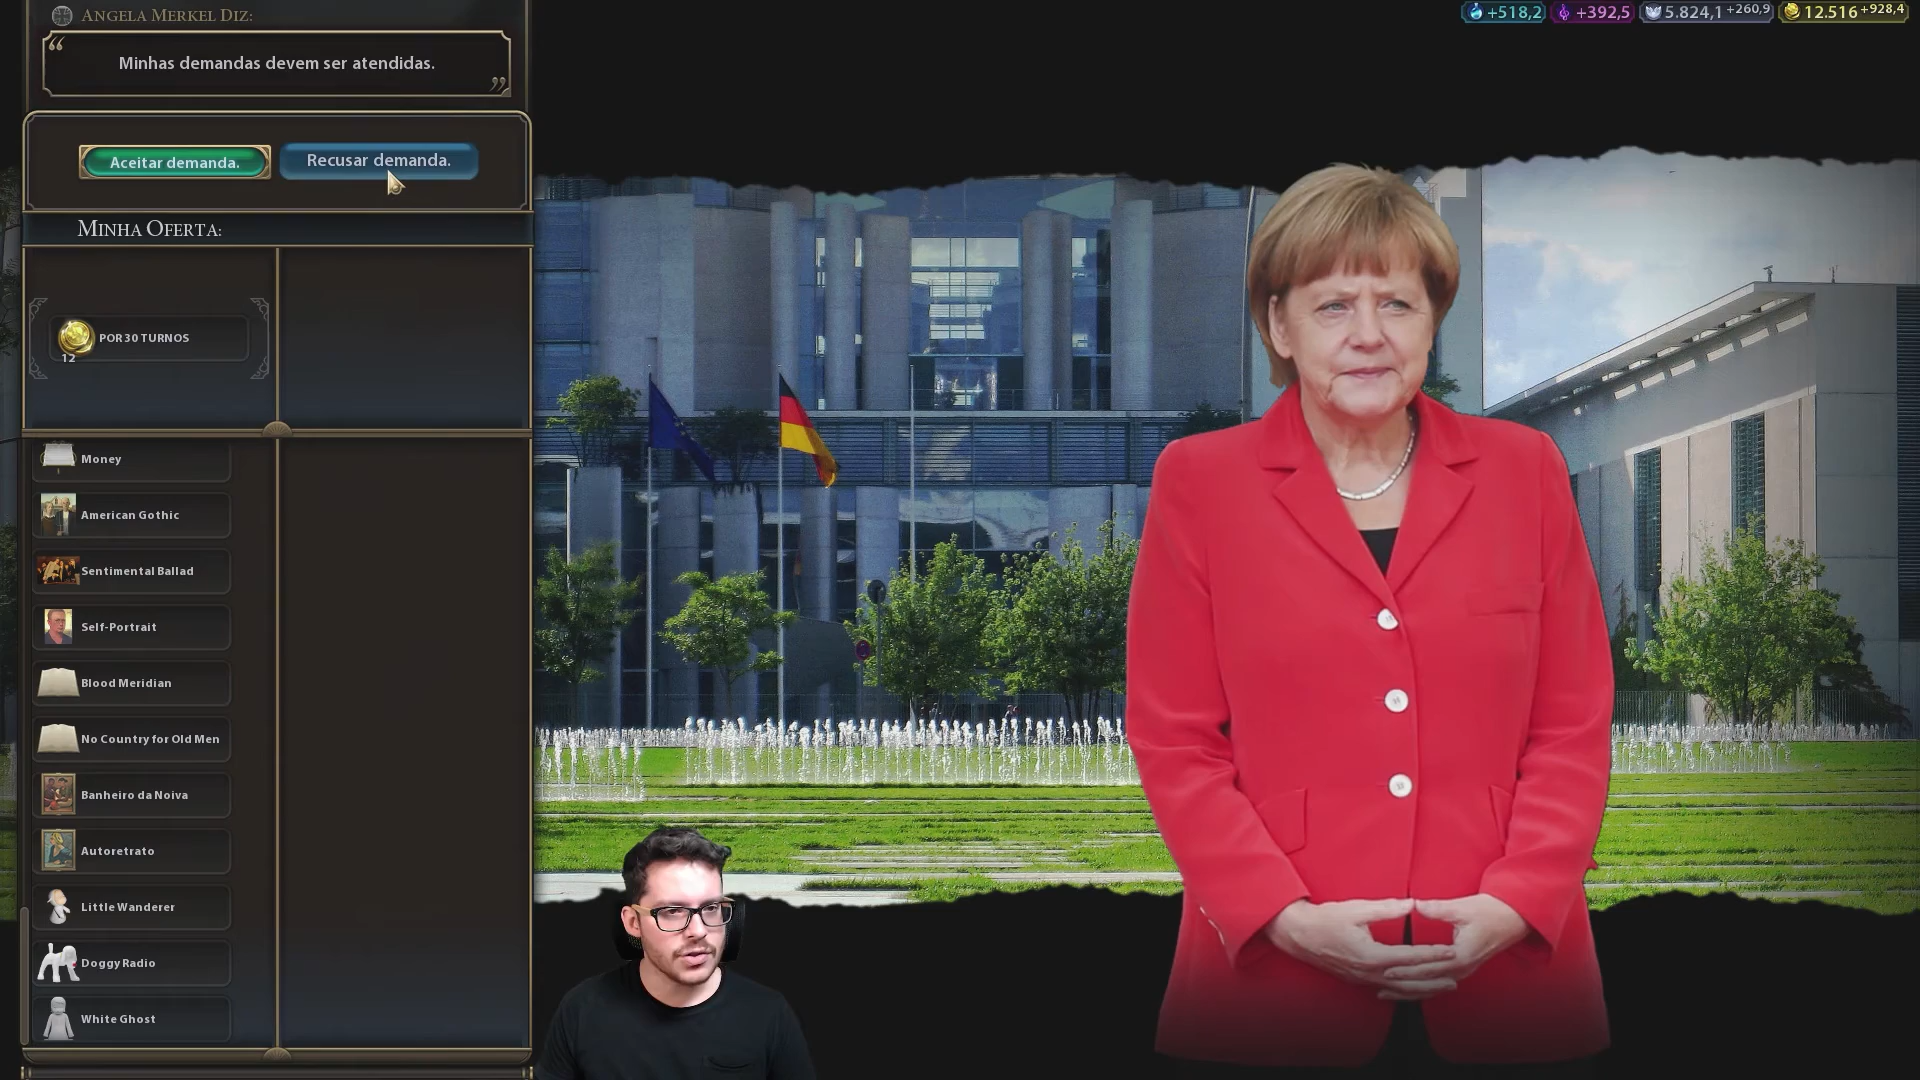 ANGELA MERKEL DIZ:
+518,2
+392,5
5.824,1 +260,9
12.516 +928,4
“
Minhas demandas devem ser atendidas.
”
Aceitar demanda.
Recusar demanda.
MINHA OFERTA:
POR 30 TURNOS
12
Money
American Gothic
Sentimental Ballad
Self-Portrait
Blood Meridian
No Country for Old Men
Banheiro da Noiva
Autoretrato
Little Wanderer
Doggy Radio
White Ghost